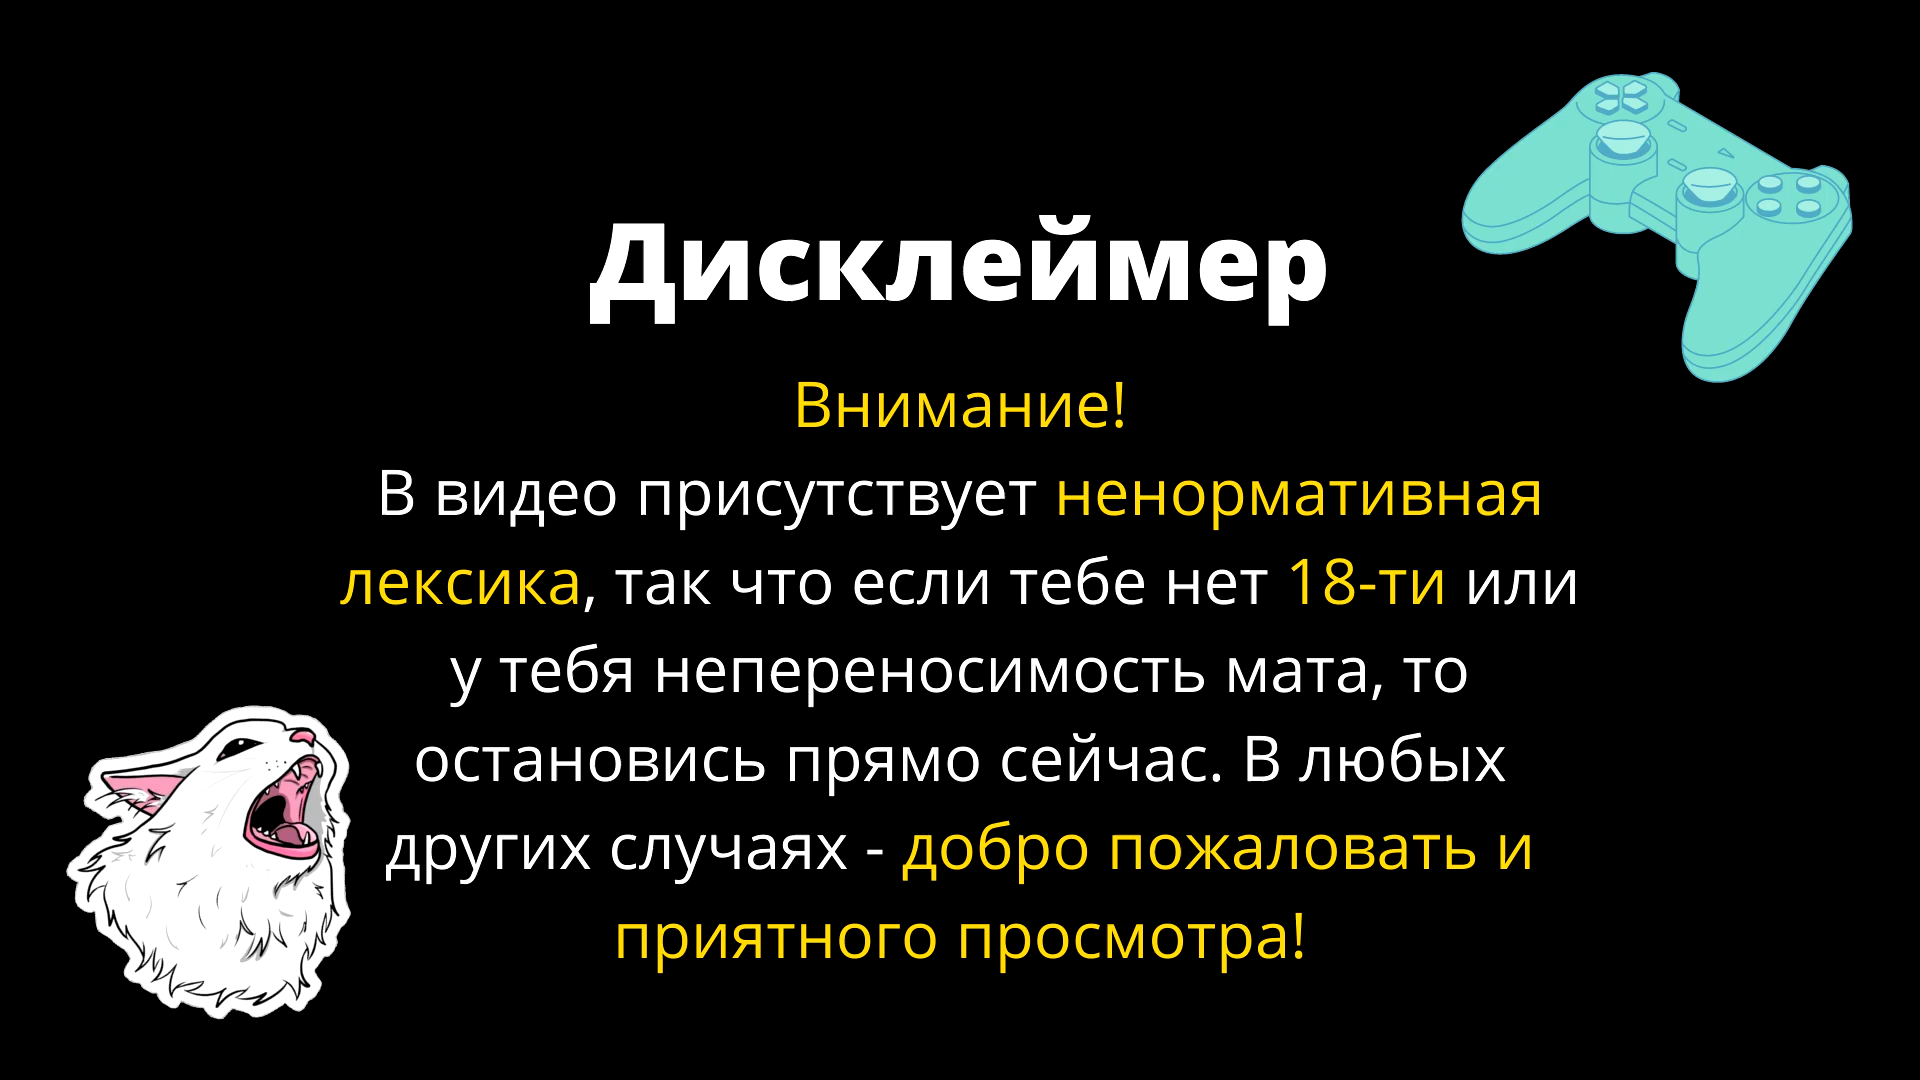 Дисклеймер
Внимание!
В видео присутствует ненормативная
лексика, так что если тебе нет 18-ти или
у тебя непереносимость мата, то
остановись прямо сейчас. В любых
других случаях - добро пожаловать и
приятного просмотра!